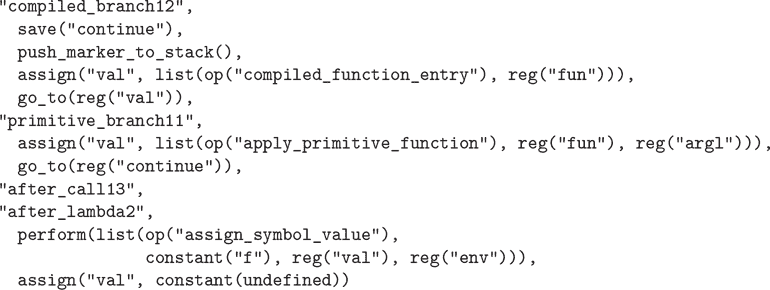 "compiled_branch12",
  save("continue"),
  push_marker_to_stack(),
  assign("val", list(op("compiled_function_entry"), reg("fun"))),
  go_to(reg("val")),
"primitive_branch11",
  assign("val", list(op("apply_primitive_function"), reg("fun"), reg("argl"))),
  go_to(reg("continue")),
"after_call13",
"after_lambda2",
  perform(list(op("assign_symbol_value"),
               constant("f"), reg("val"), reg("env"))),
  assign("val", constant(undefined))